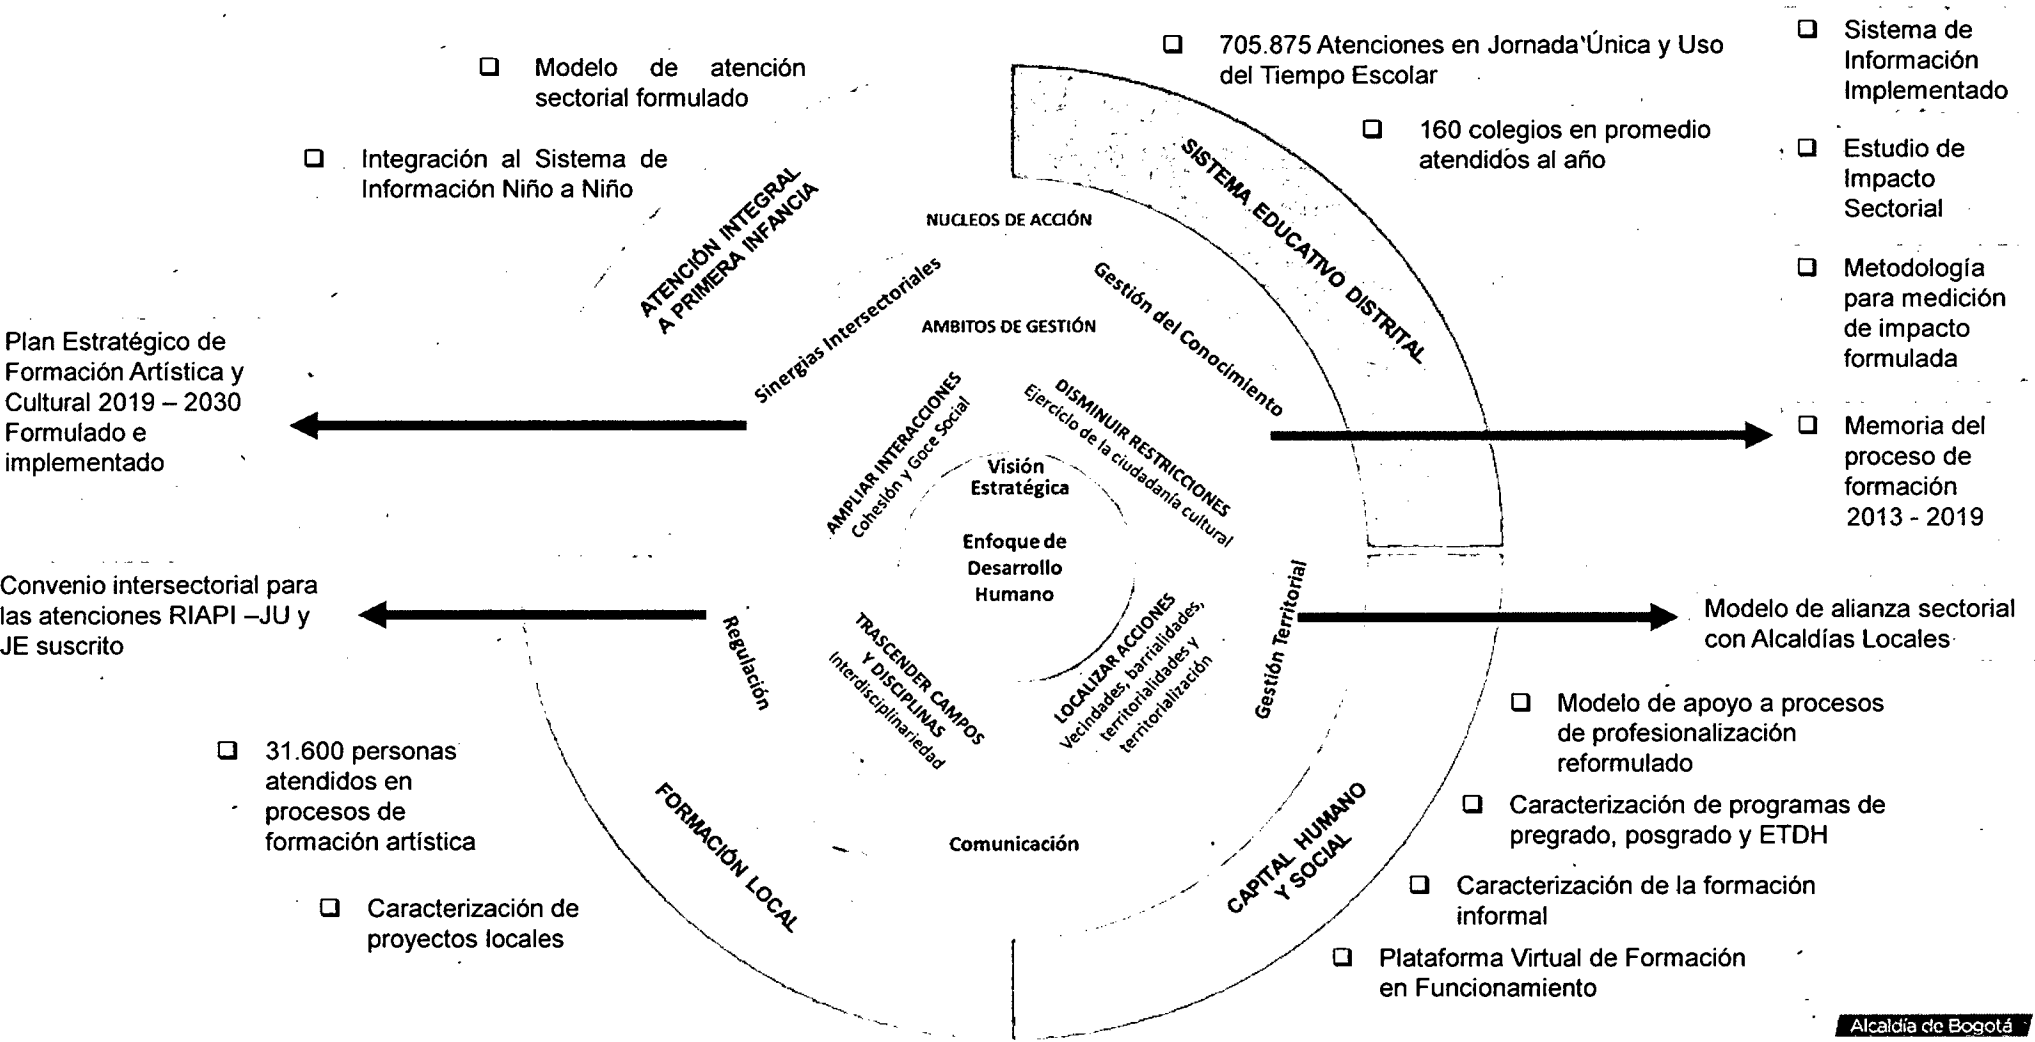 Modelo de atención
sectorial formulado
Integración al Sistema de
Información Niño a Niño
705.875 Atenciones en Jornada Única y Uso
del Tiempo Escolar
160 colegios en promedio
atendidos al año
Sistema de
Información
Implementado
Estudio de
Impacto
Sectorial
Metodología
para medición
de impacto
formulada
Memoria del
proceso de
formación
2013 - 2019
ATENCIÓN INTEGRAL
A PRIMERA INFANCIA
SISTEMA EDUCATIVO DISTRITAL
NUCLEOS DE ACCIÓN
Sinergias Intersectoriales
Gestión del Conocimiento
AMBITOS DE GESTIÓN
AMPLIAR INTERACCIONES
Cohesión y Goce Social
DISMINUIR RESTRICCIONES
Ejercicio de la ciudadanía cultural
Visión
Estratégica
Enfoque de
Desarrollo
Humano
Plan Estratégico de
Formación Artística y
Cultural 2019 – 2030
Formulado e
implementado
Convenio intersectorial para
las atenciones RIAPI –JU y
JE suscrito
Regulación
TRASCENDER CAMPOS
Y DISCIPLINAS
Interdisciplinariedad
LOCALIZAR ACCIONES
Vecindades, barrialidades,
territorialidades y
territorialización
Gestión Territorial
Modelo de alianza sectorial
con Alcaldías Locales
31.600 personas
atendidos en
procesos de
formación artística
Caracterización de
proyectos locales
FORMACIÓN LOCAL
Comunicación
CAPITAL HUMANO
Y SOCIAL
Modelo de apoyo a procesos
de profesionalización
reformulado
Caracterización de programas de
pregrado, posgrado y ETDH
Caracterización de la formación
informal
Plataforma Virtual de Formación
en Funcionamiento
Alcaldía de Bogotá